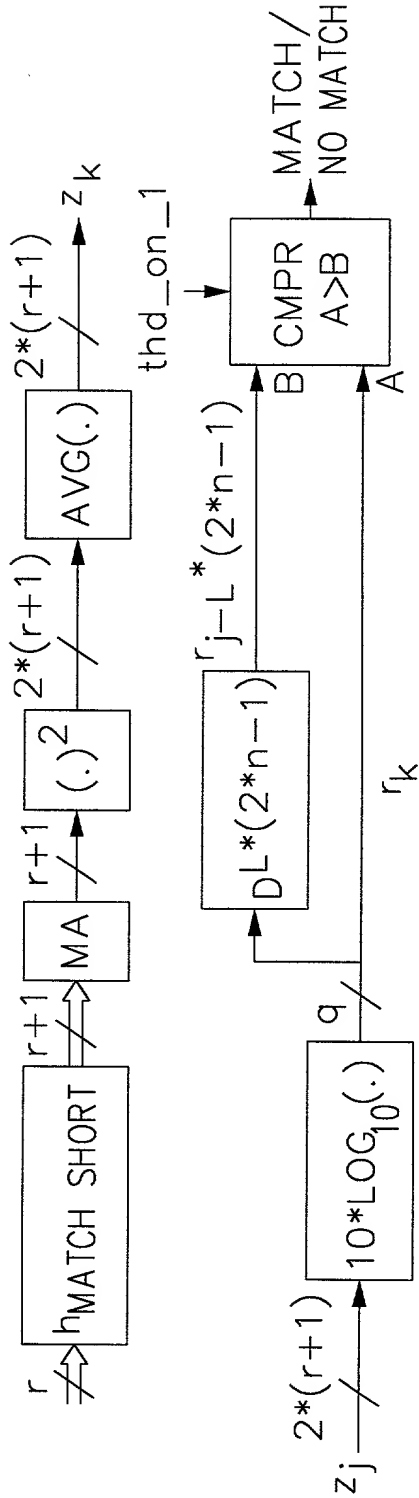 r
hMATCH SHORT
r+1
MA
r+1
(.)2
2*(r+1)
AVG(.)
2*(r+1)
zk
zj
2*(r+1)
10*LOG10(.)
q
DL*(2*n-1)
rj-L*(2*n-1)
rk
thd_on_1
B
CMPR
A>B
A
MATCH/
NO MATCH